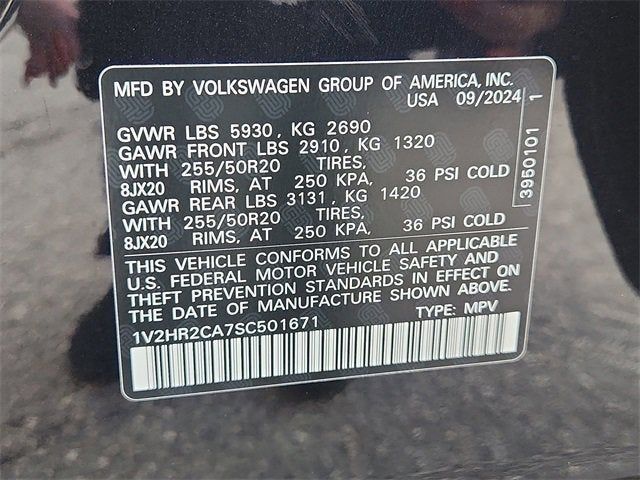 MFD BY VOLKSWAGEN GROUP OF AMERICA, INC.
USA 09/2024
GVWR LBS 5930, KG 2690
GAWR FRONT LBS 2910, KG 1320
WITH 255/50R20 TIRES,
8JX20 RIMS, AT 250 KPA, 36 PSI COLD
GAWR REAR LBS 3131, KG 1420
WITH 255/50R20 TIRES,
8JX20 RIMS, AT 250 KPA, 36 PSI COLD
THIS VEHICLE CONFORMS TO ALL APPLICABLE
U.S. FEDERAL MOTOR VEHICLE SAFETY AND
THEFT PREVENTION STANDARDS IN EFFECT ON
THE DATE OF MANUFACTURE SHOWN ABOVE.
1V2HR2CA7SC501671 TYPE: MPV
3950101 1